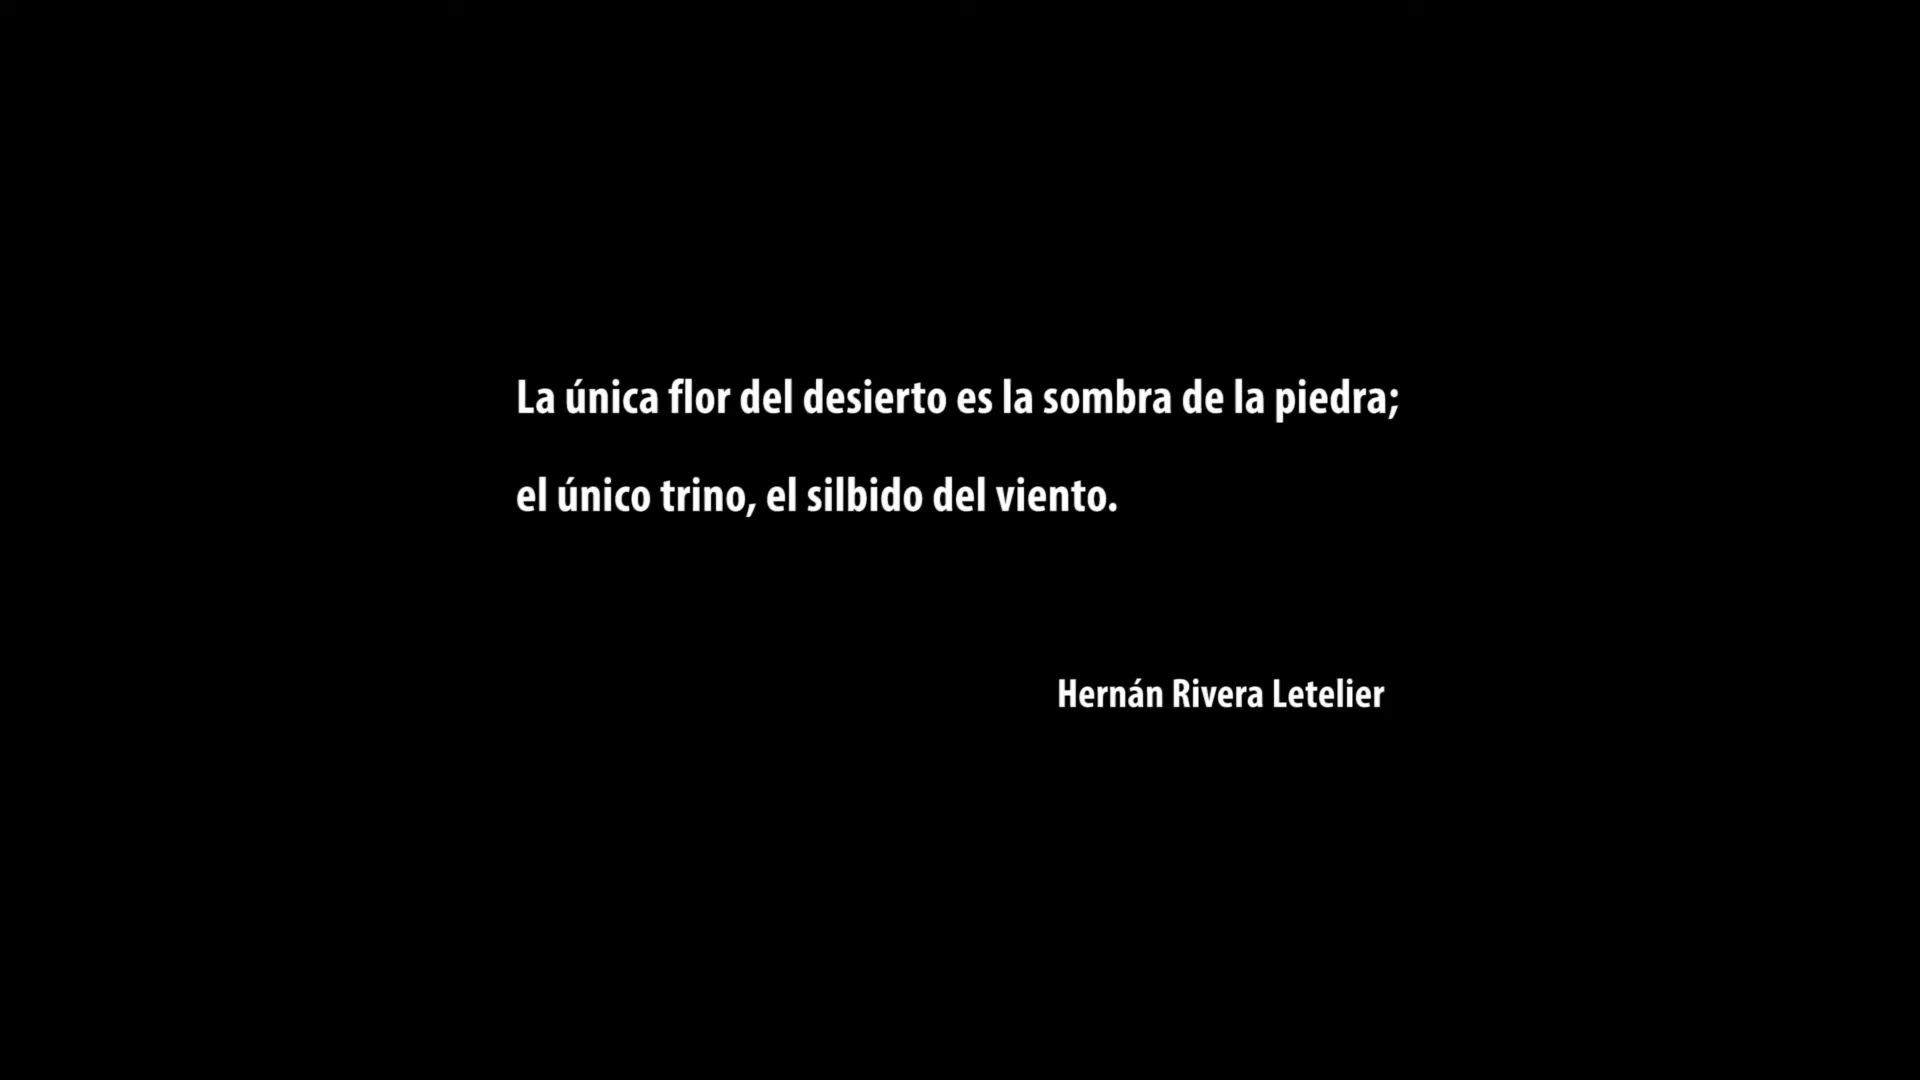 La única flor del desierto es la sombra de la piedra;
el único trino, el silbido del viento.
Hernán Rivera Letelier